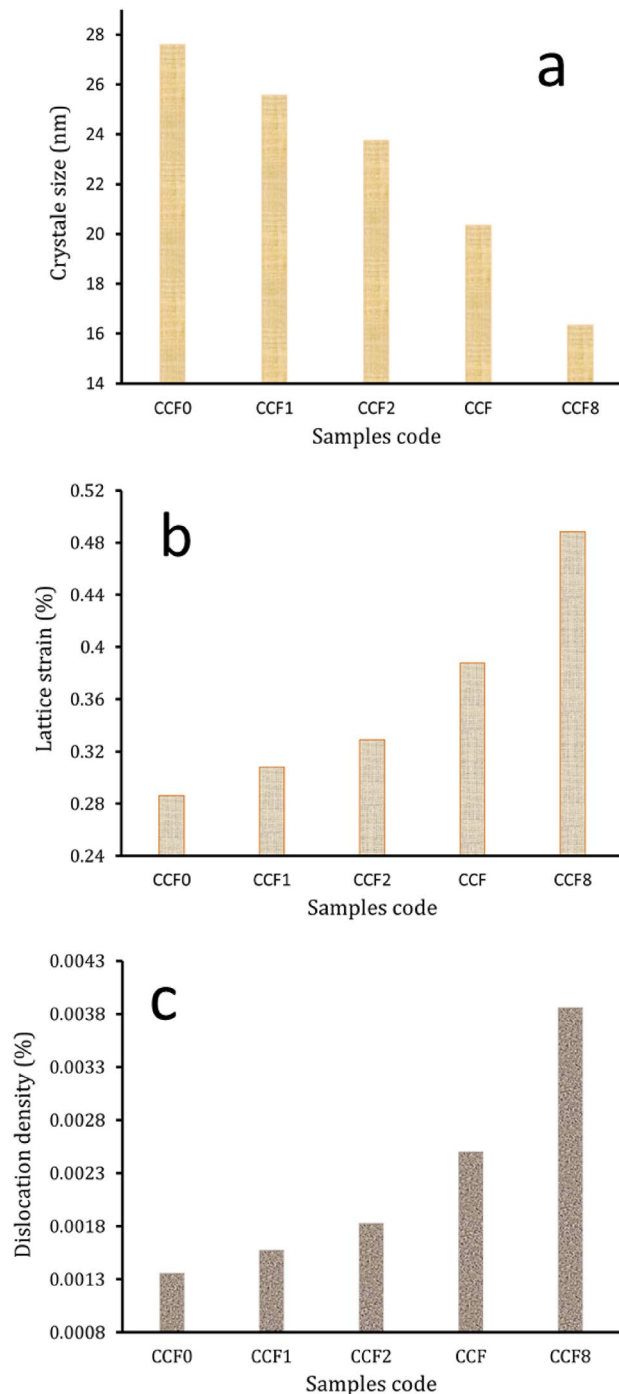 a
Crystale size (nm)
28
26
24
22
20
18
16
14
CCF0 CCF1 CCF2 CCF CCF8
Samples code
b
Lattice strain (%)
0.52
0.48
0.44
0.4
0.36
0.32
0.28
0.24
CCF0 CCF1 CCF2 CCF CCF8
Samples code
c
Dislocation density (%)
0.0043
0.0038
0.0033
0.0028
0.0023
0.0018
0.0013
0.0008
CCF0 CCF1 CCF2 CCF CCF8
Samples code